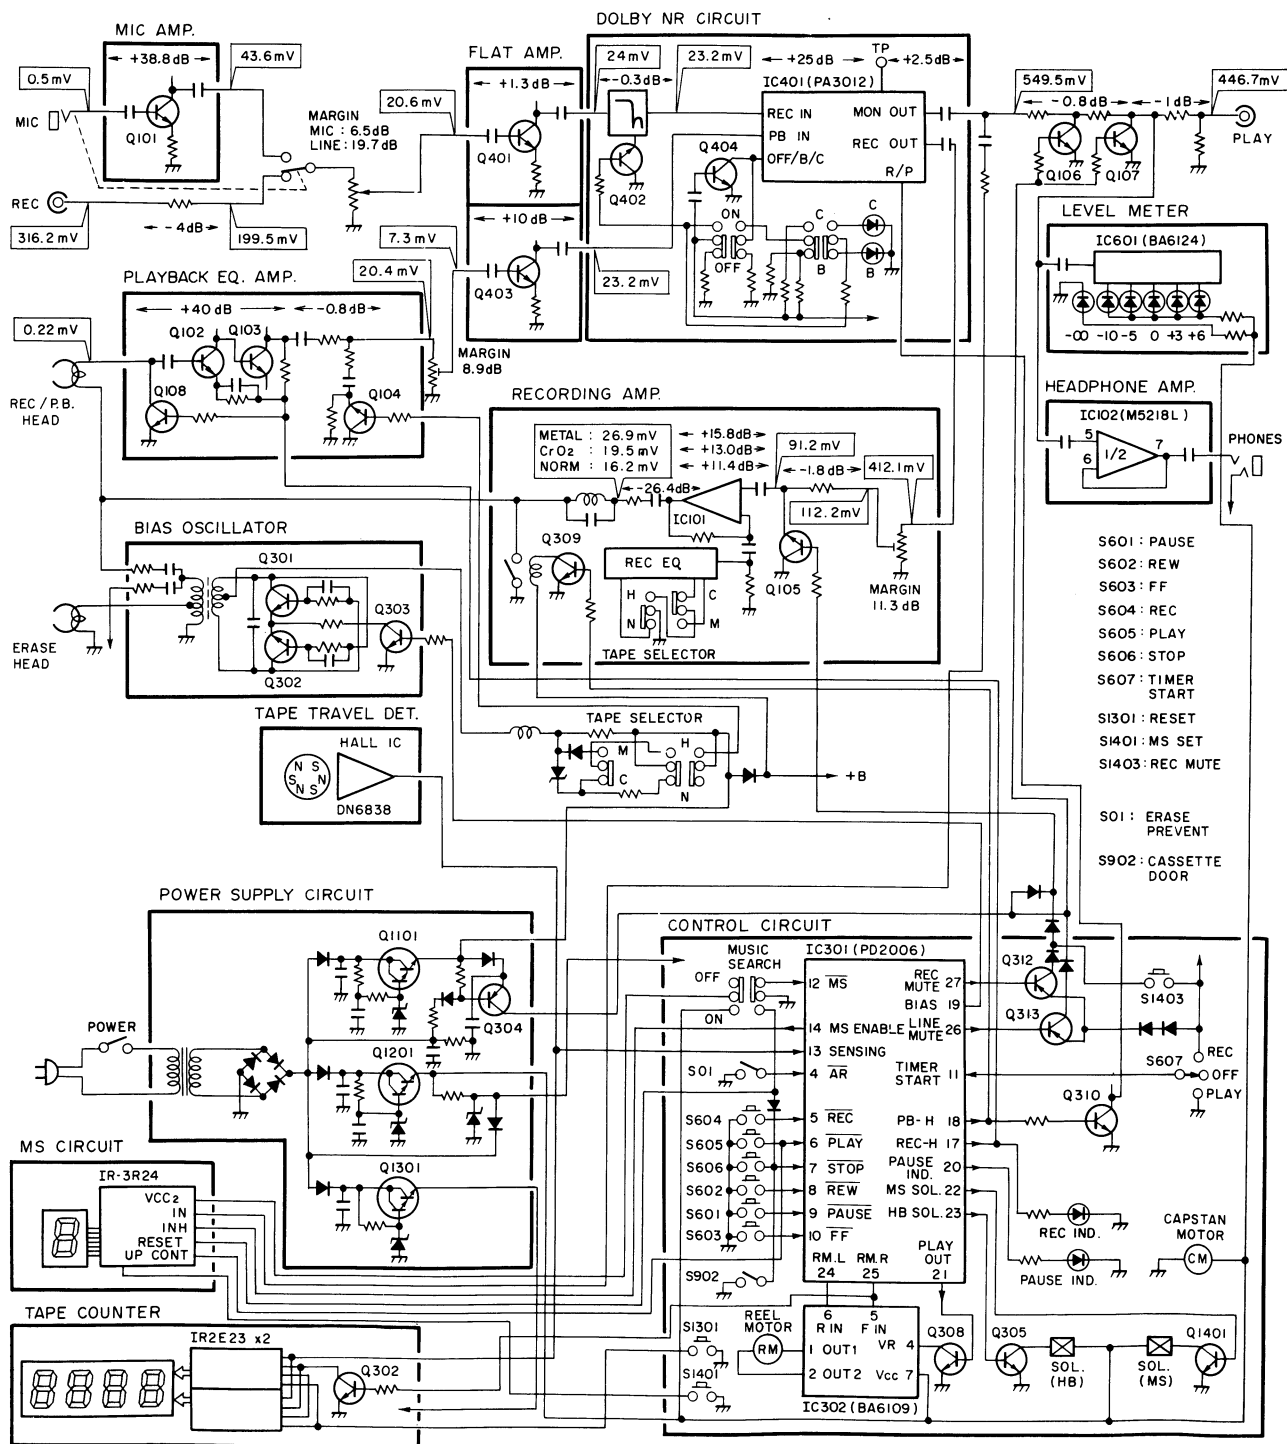 MIC AMP.
+38.8dB
43.6mV
0.5mV
MIC
Q101
MARGIN
MIC : 6.5dB
LINE : 19.7dB
REC
316.2mV
-4dB
199.5mV
FLAT AMP.
+1.3dB
20.6mV
Q401
+10dB
7.3mV
Q403
23.2mV
DOLBY NR CIRCUIT
24mV
-0.3dB
23.2mV
+25dB
TP
+2.5dB
IC401(PA3012)
REC IN
PB IN
OFF/B/C
MON OUT
REC OUT
R/P
Q404
Q402
ON
OFF
C
B
C
B
549.5mV
-0.8dB
-1dB
446.7mV
PLAY
Q106
Q107
LEVEL METER
IC601(BA6124)
-∞ -10 -5 0 +3 +6
HEADPHONE AMP.
IC102(M5218L)
5
6
1/2
7
PHONES
PLAYBACK EQ. AMP.
20.4mV
+40dB
-0.8dB
0.22mV
Q102
Q103
Q108
Q104
MARGIN
8.9dB
REC/P.B.
HEAD
RECORDING AMP.
METAL : 26.9mV
CrO2 : 19.5mV
NORM : 16.2mV
+15.8dB
+13.0dB
+11.4dB
91.2mV
-1.8dB
412.1mV
-26.4dB
112.2mV
IC101
Q309
REC EQ
Q105
MARGIN
11.3dB
H
N
C
M
TAPE SELECTOR
BIAS OSCILLATOR
Q301
Q303
Q302
ERASE
HEAD
S601 : PAUSE
S602 : REW
S603 : FF
S604 : REC
S605 : PLAY
S606 : STOP
S607 : TIMER
START
S1301 : RESET
S1401 : MS SET
S1403 : REC MUTE
S01 : ERASE
PREVENT
S902 : CASSETTE
DOOR
TAPE TRAVEL DET.
HALL IC
N S
S N
N S
DN6838
TAPE SELECTOR
M
C
H
N
+B
POWER SUPPLY CIRCUIT
Q1101
Q304
Q1201
Q1301
POWER
CONTROL CIRCUIT
MUSIC
SEARCH
OFF
ON
IC301(PD2006)
12 MS
14 MS ENABLE
13 SENSING
4 AR
5 REC
6 PLAY
7 STOP
8 REW
9 PAUSE
10 FF
REC
MUTE 27
BIAS 19
LINE
MUTE 26
TIMER
START 11
PB-H 18
REC-H 17
PAUSE
IND. 20
MS SOL. 22
HB SOL. 23
PLAY
OUT
21
RM.L
24
RM.R
25
S01
S604
S605
S606
S602
S601
S603
S902
Q312
Q313
S1403
S607
REC
OFF
PLAY
Q310
REC IND.
PAUSE IND.
CAPSTAN
MOTOR
CM
MS CIRCUIT
IR-3R24
VCC2
IN
INH
RESET
UP CONT
8
TAPE COUNTER
IR2E23 x2
8888
Q302
S1301
S1401
REEL
MOTOR
RM
6
R IN
5
F IN
1 OUT1
2 OUT2
VR 4
Vcc 7
IC302(BA6109)
Q308
Q305
SOL.
(HB)
SOL.
(MS)
Q1401